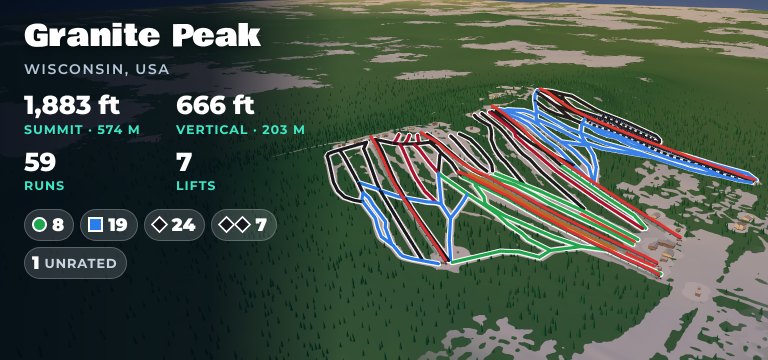 Granite Peak
WISCONSIN, USA
1,883 ft 666 ft
SUMMIT · 574 M VERTICAL · 203 M
59 7
RUNS LIFTS
8 19 24 7
1 UNRATED